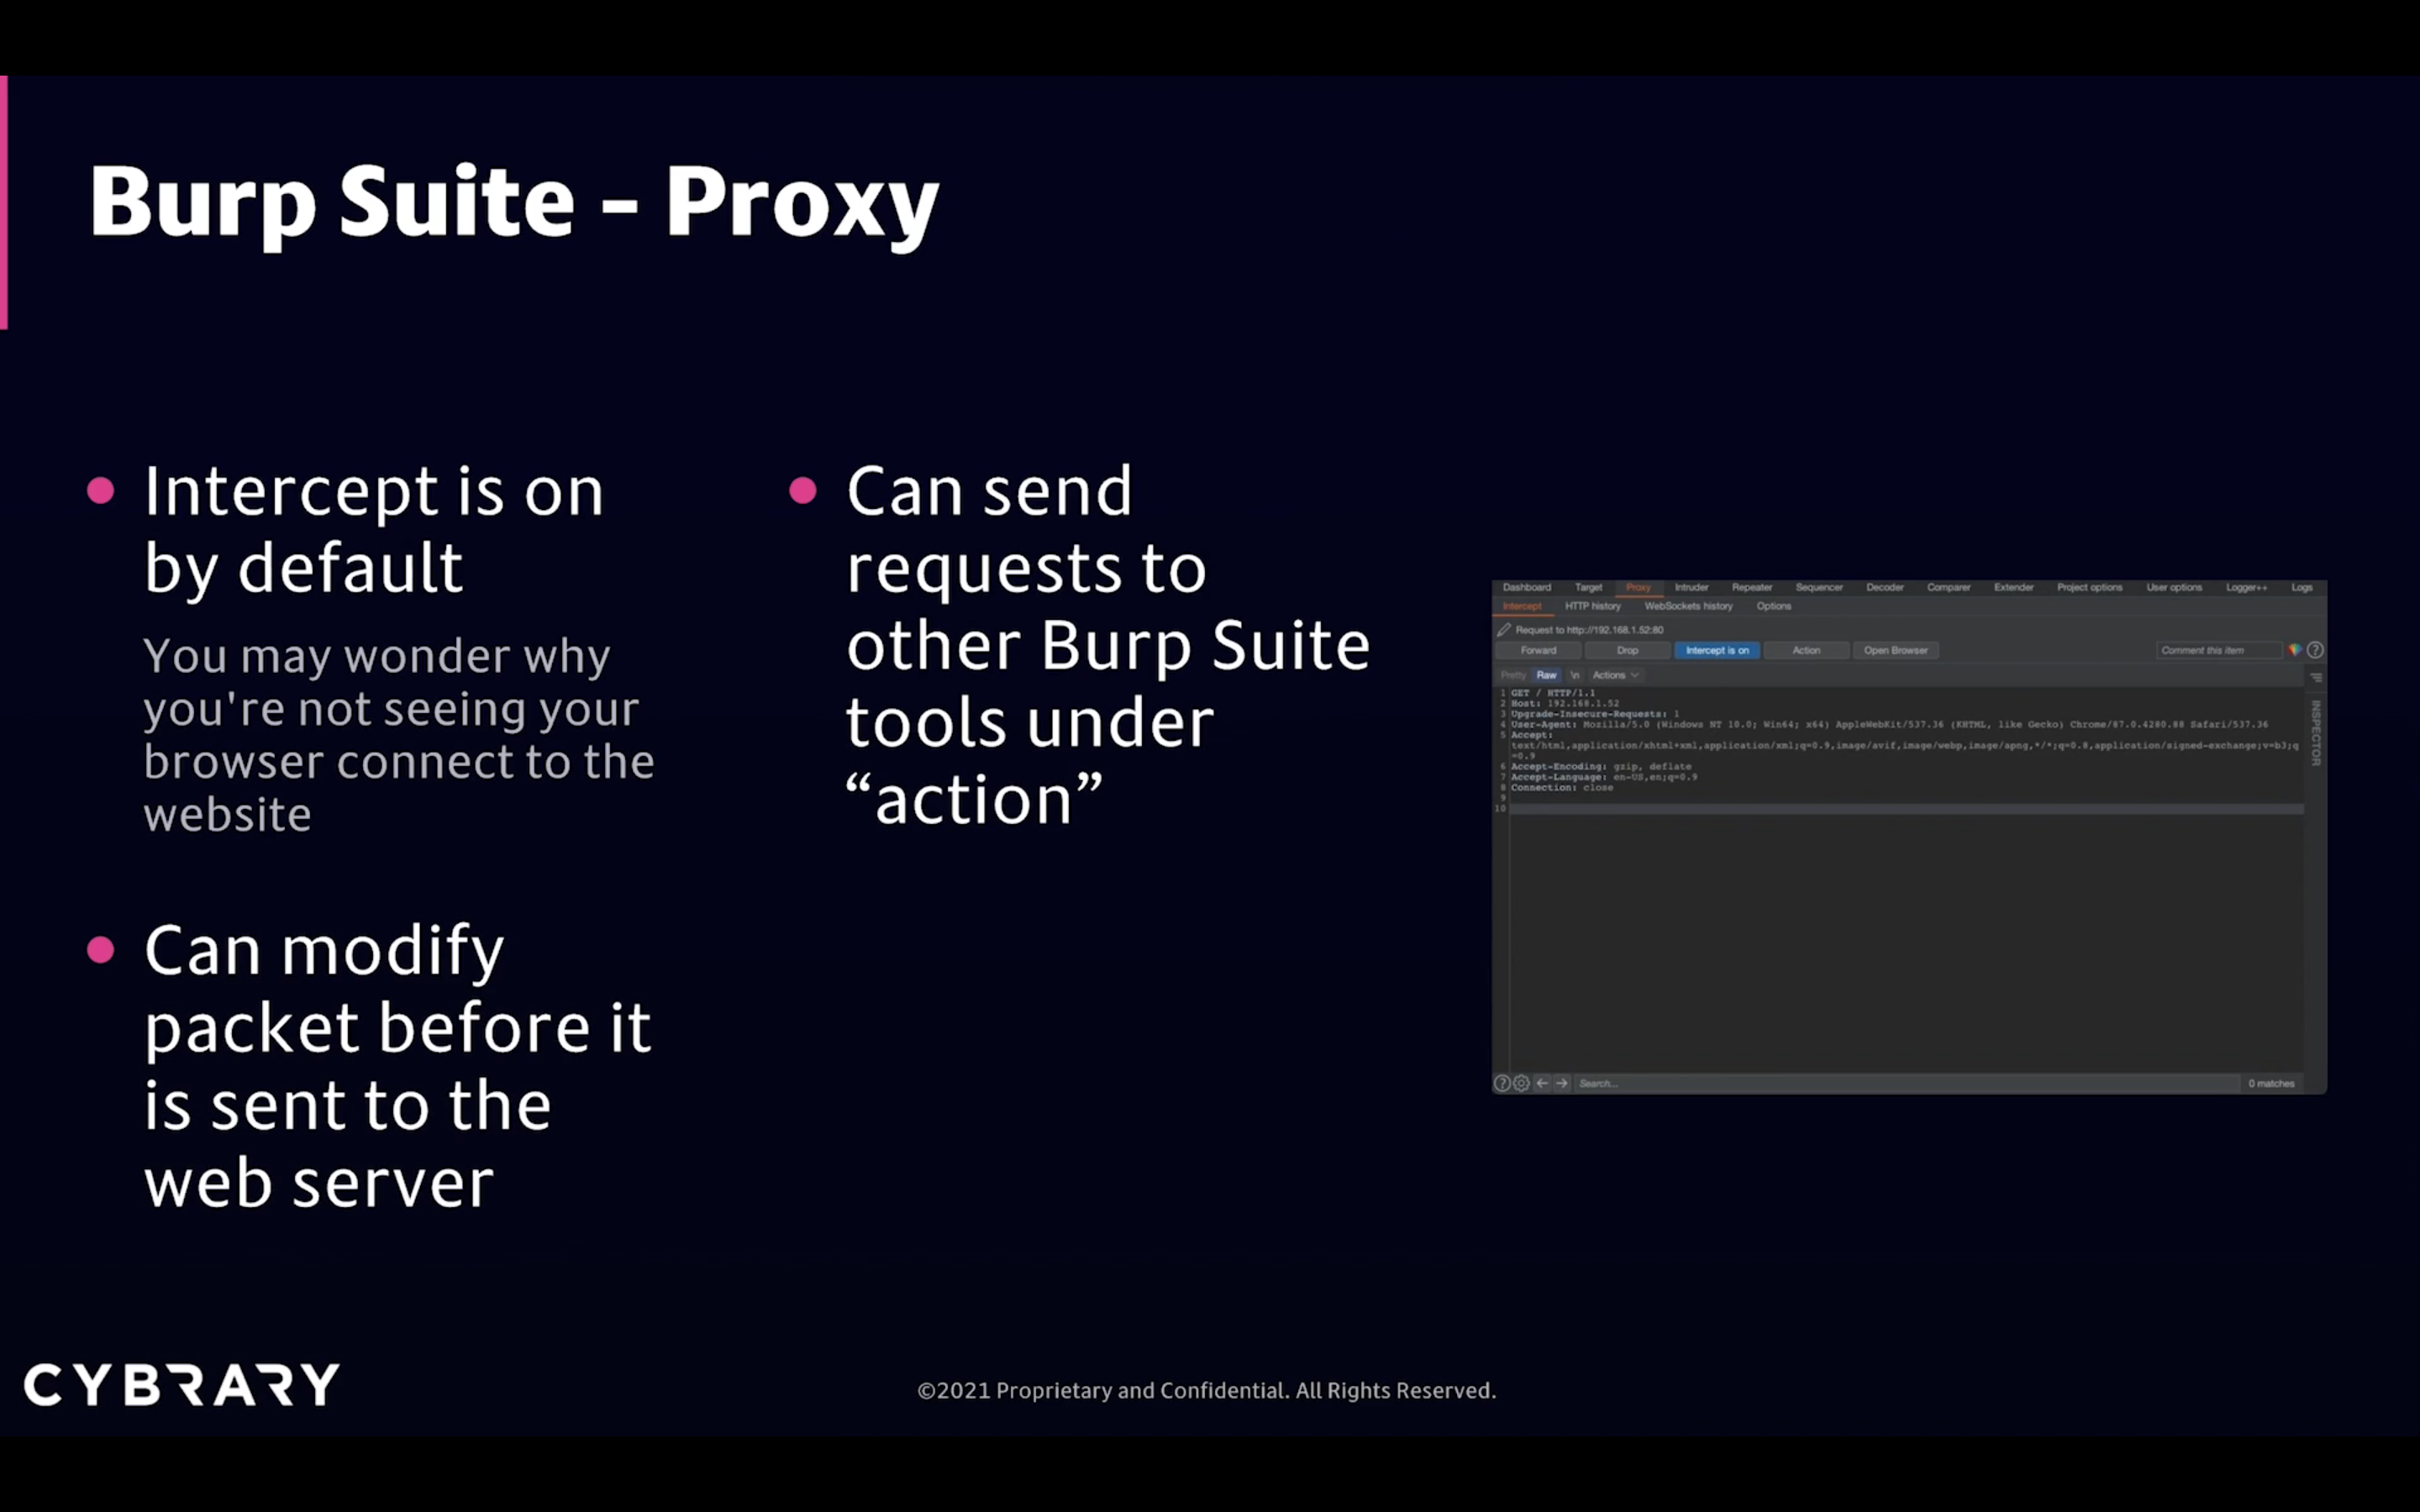 Burp Suite - Proxy
Intercept is on
by default
You may wonder why
you're not seeing your
browser connect to the
website
Can modify
packet before it
is sent to the
web server
Can send
requests to
other Burp Suite
tools under
“action”
Dashboard Target Proxy Intruder Repeater Sequencer Decoder Comparer Extender Project options User options Logger++ Logs
Intercept HTTP history WebSockets history Options
Request to http://192.168.1.52:80
Forward Drop Intercept is on Action Open Browser Comment this item
Pretty Raw \n Actions
INSPECTOR
1 GET / HTTP/1.1
2 Host: 192.168.1.52
3 Upgrade-Insecure-Requests: 1
4 User-Agent: Mozilla/5.0 (Windows NT 10.0; Win64; x64) AppleWebKit/537.36 (KHTML, like Gecko) Chrome/87.0.4280.88 Safari/537.36
5 Accept:
text/html,application/xhtml+xml,application/xml;q=0.9,image/avif,image/webp,image/apng,*/*;q=0.8,application/signed-exchange;v=b3;q
=0.9
6 Accept-Encoding: gzip, deflate
7 Accept-Language: en-US,en;q=0.9
8 Connection: close
9
10
Search... 0 matches
CYBRARY
©2021 Proprietary and Confidential. All Rights Reserved.